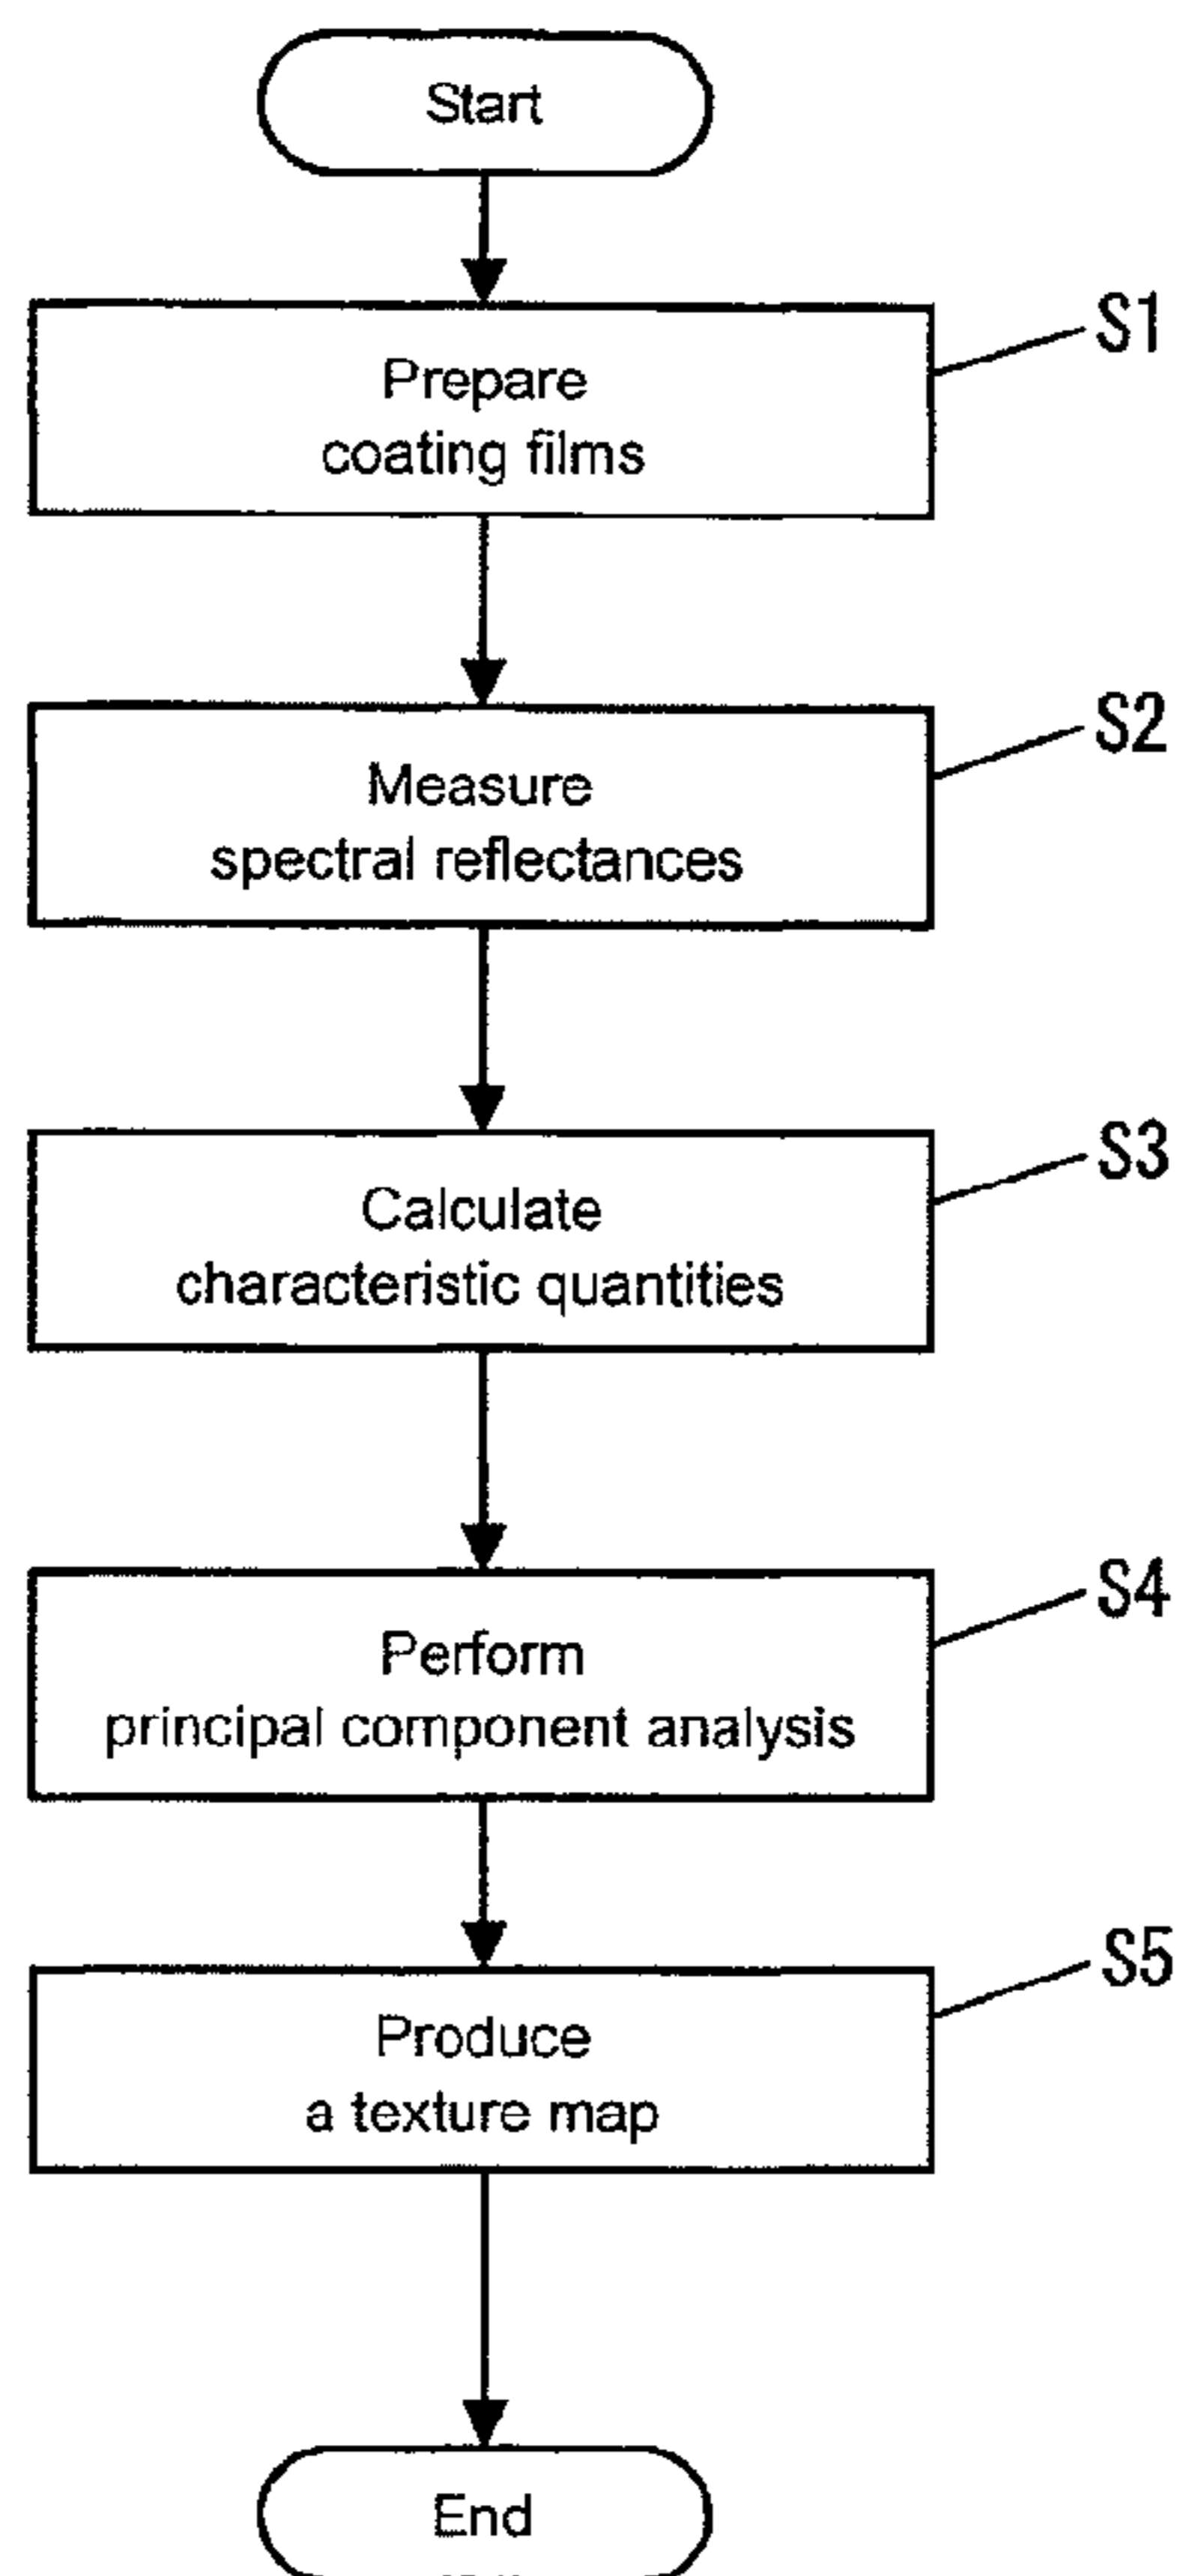 Start
S1
Prepare
coating films
S2
Measure
spectral reflectances
S3
Calculate
characteristic quantities
S4
Perform
principal component analysis
S5
Produce
a texture map
End